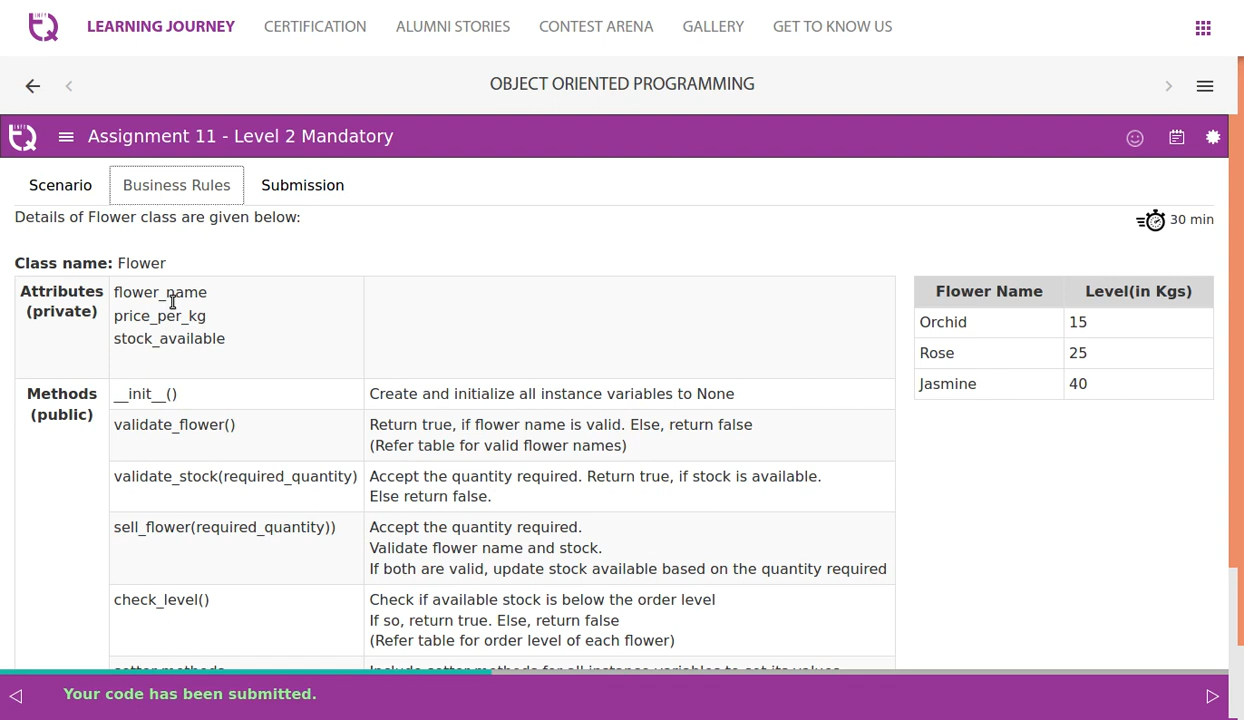 LEARNING JOURNEY CERTIFICATION ALUMNI STORIES CONTEST ARENA GALLERY GET TO KNOW US
OBJECT ORIENTED PROGRAMMING
Assignment 11 - Level 2 Mandatory
Scenario Business Rules Submission
Details of Flower class are given below:
30 min
Class name: Flower
Attributes
(private)
flower_name
price_per_kg
stock_available
Methods
(public)
__init__()
Create and initialize all instance variables to None
validate_flower()
Return true, if flower name is valid. Else, return false
(Refer table for valid flower names)
validate_stock(required_quantity)
Accept the quantity required. Return true, if stock is available.
Else return false.
sell_flower(required_quantity))
Accept the quantity required.
Validate flower name and stock.
If both are valid, update stock available based on the quantity required
check_level()
Check if available stock is below the order level
If so, return true. Else, return false
(Refer table for order level of each flower)
Flower Name Level(in Kgs)
Orchid 15
Rose 25
Jasmine 40
Your code has been submitted.